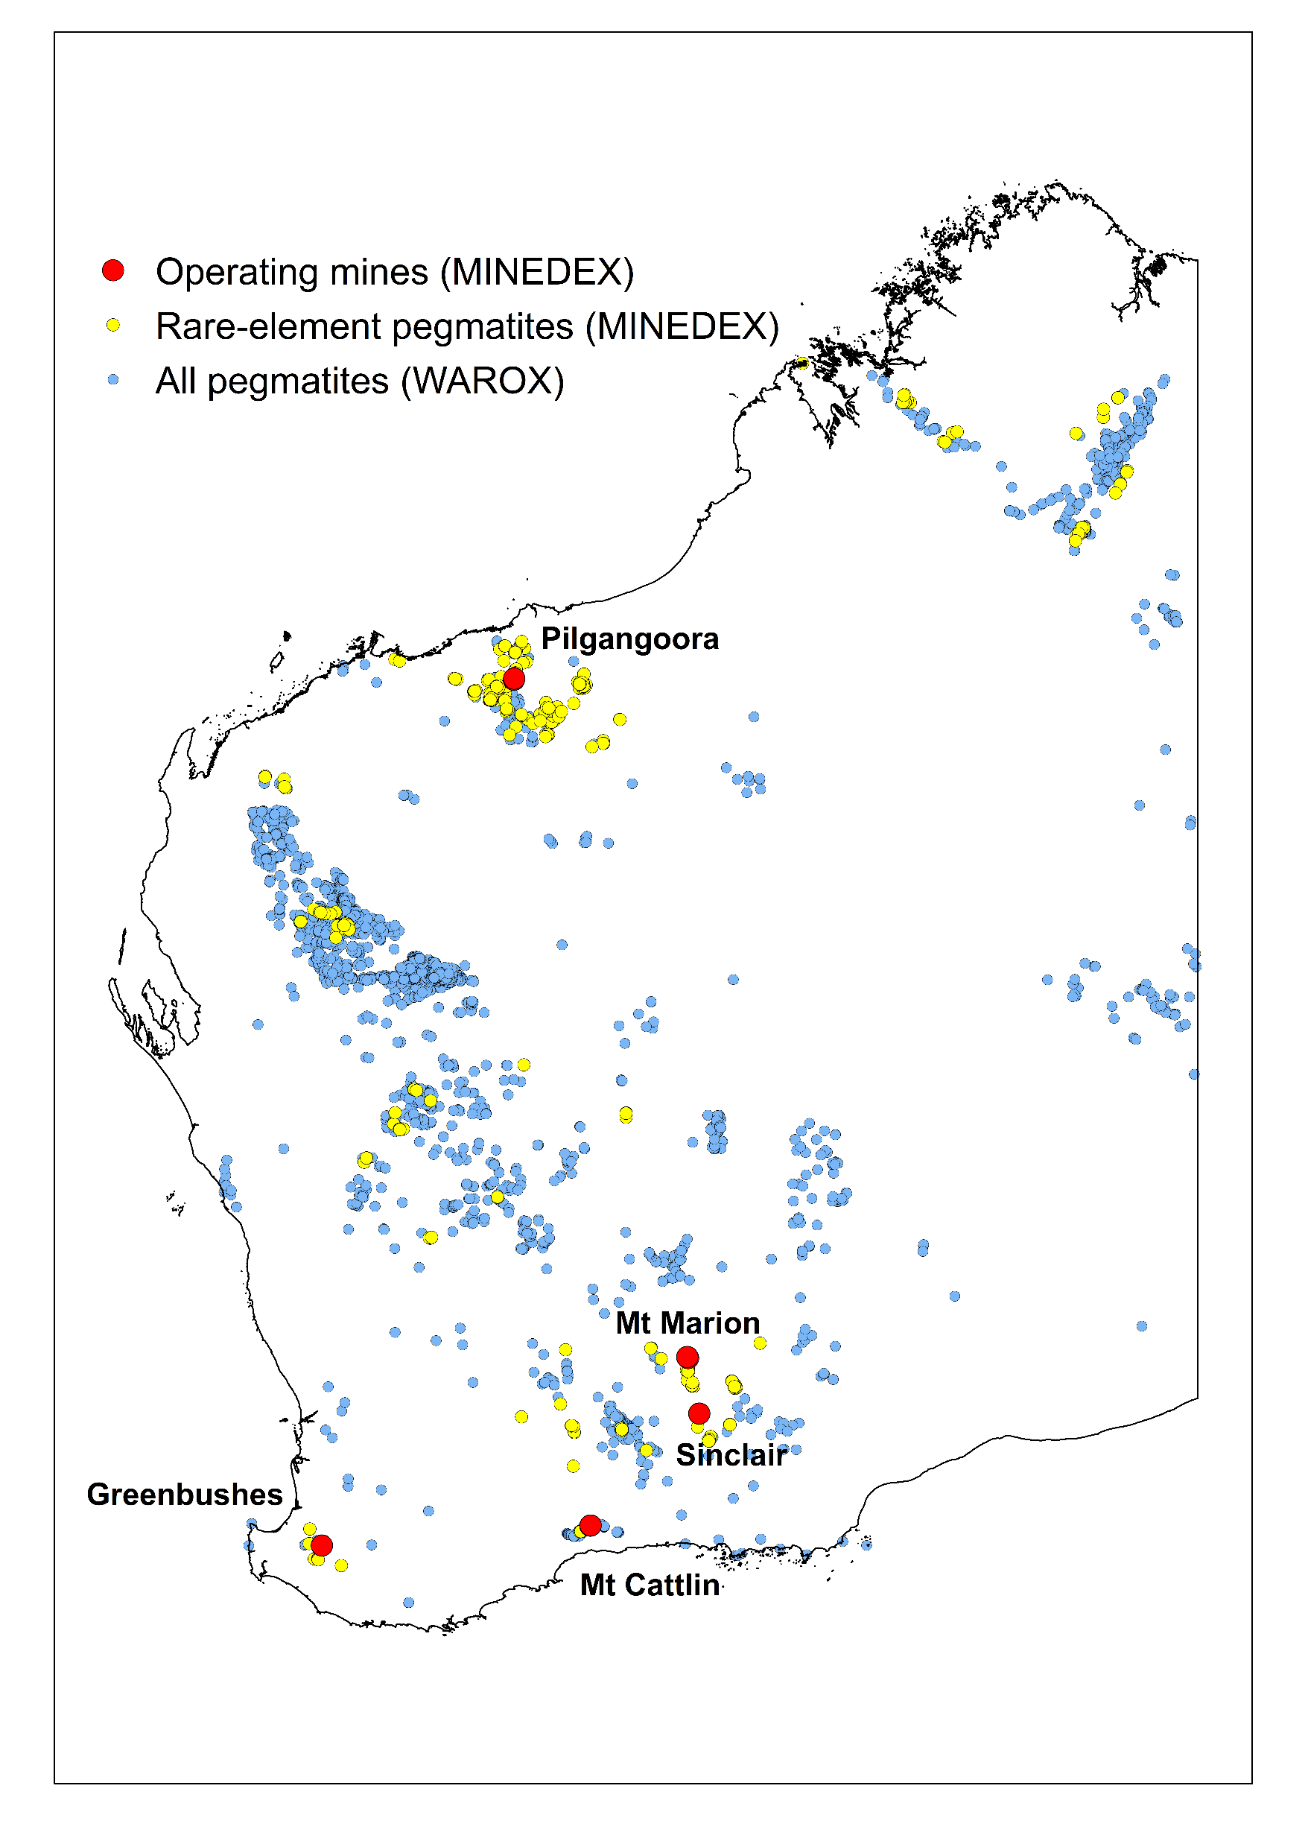 Operating mines (MINEDEX)
Rare-element pegmatites (MINEDEX)
All pegmatites (WAROX)
Pilgangoora
Mt Marion
Sinclair
Greenbushes
Mt Cattlin